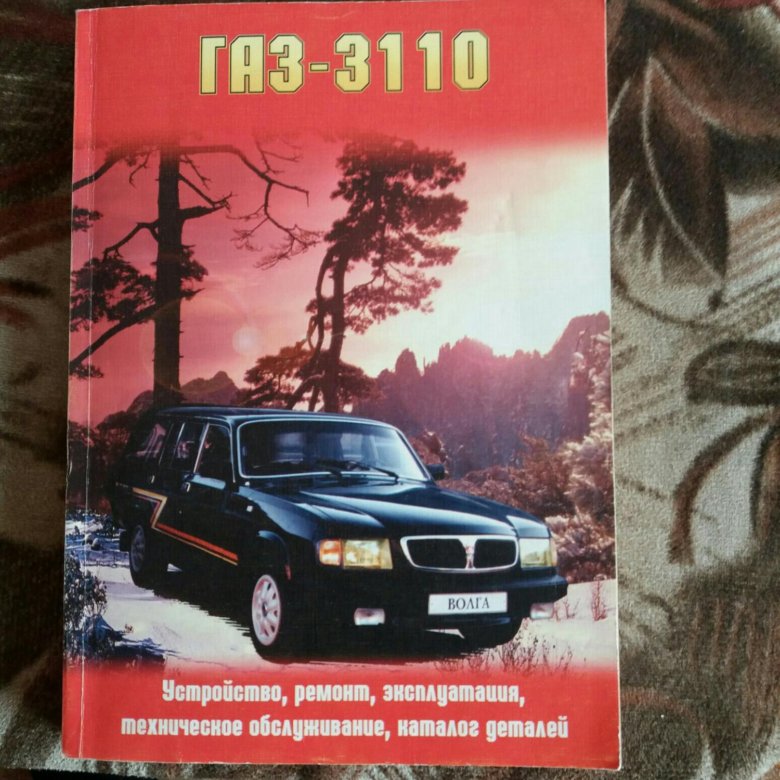 ГАЗ-3110
ВОЛГА
Устройство, ремонт, эксплуатация,
техническое обслуживание, каталог деталей